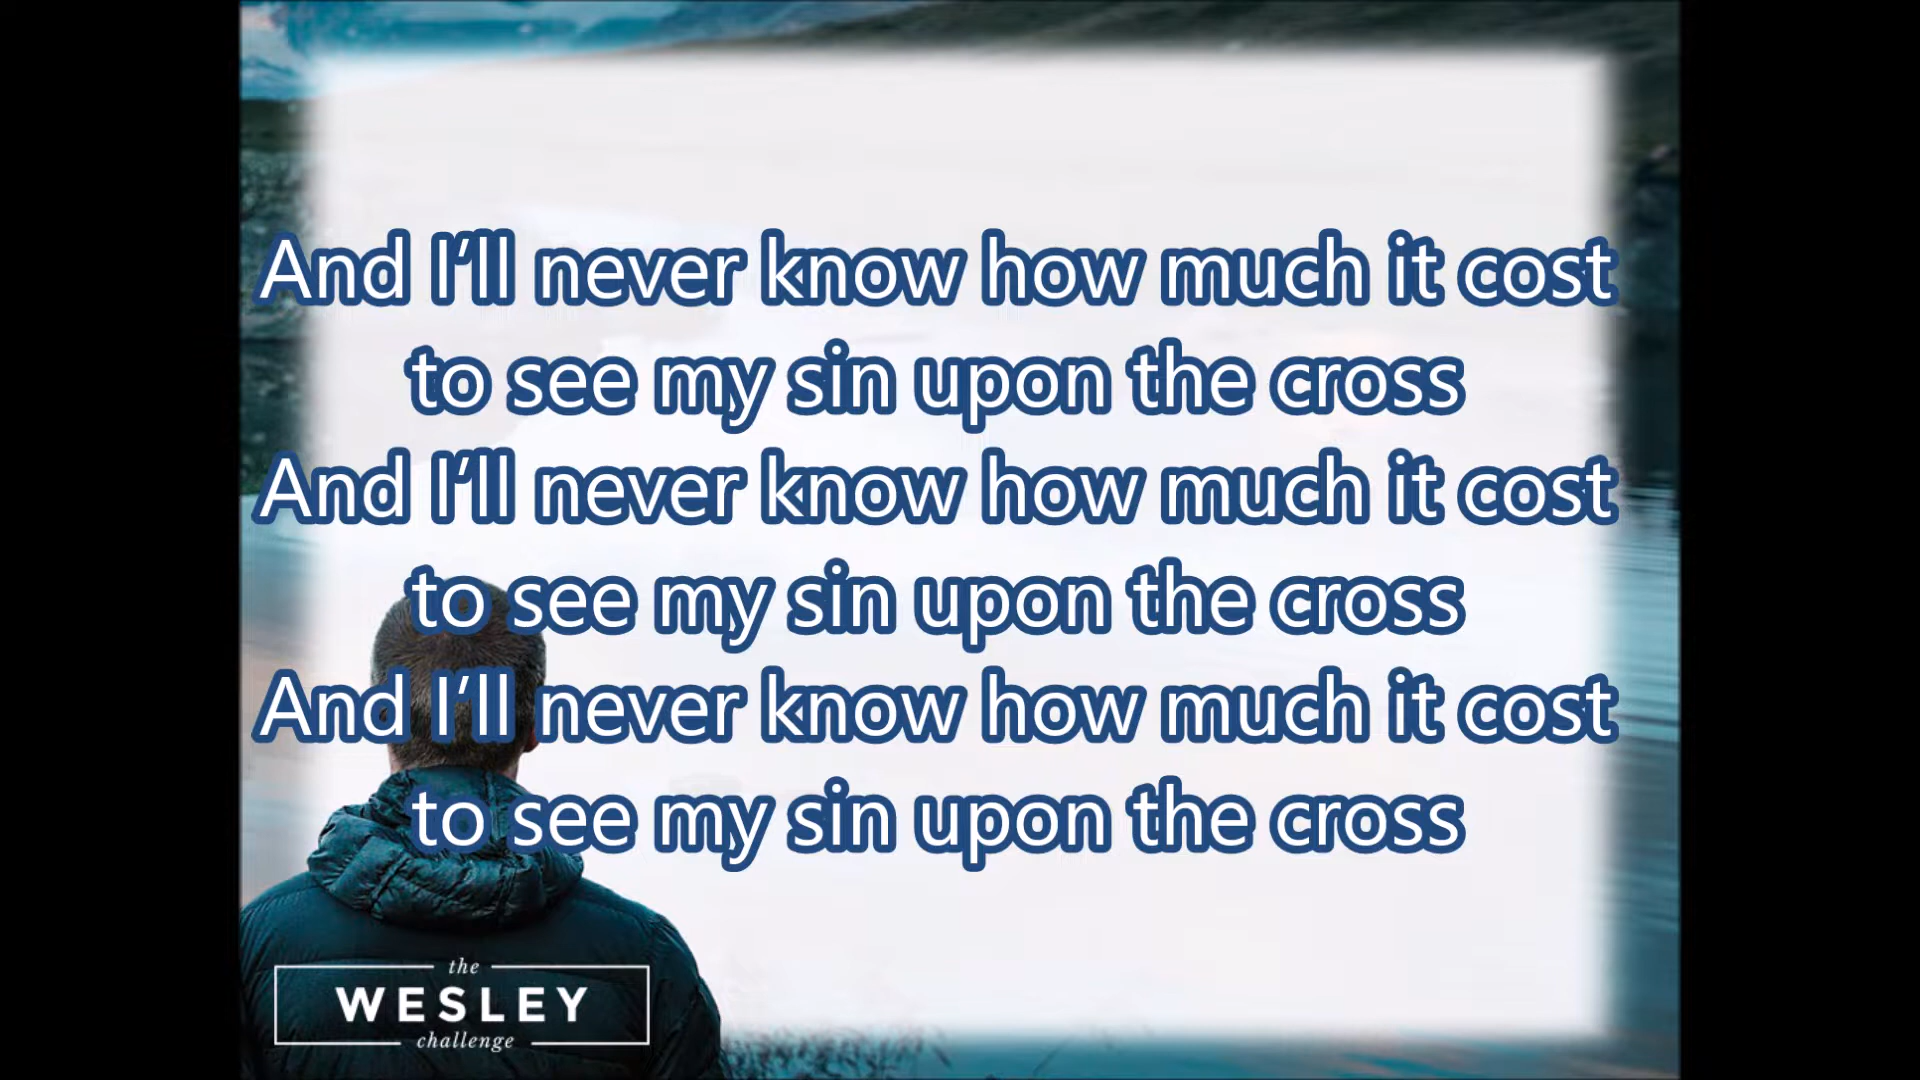 And I’ll never know how much it cost
to see my sin upon the cross
And I’ll never know how much it cost
to see my sin upon the cross
And I’ll never know how much it cost
to see my sin upon the cross
the
WESLEY
challenge